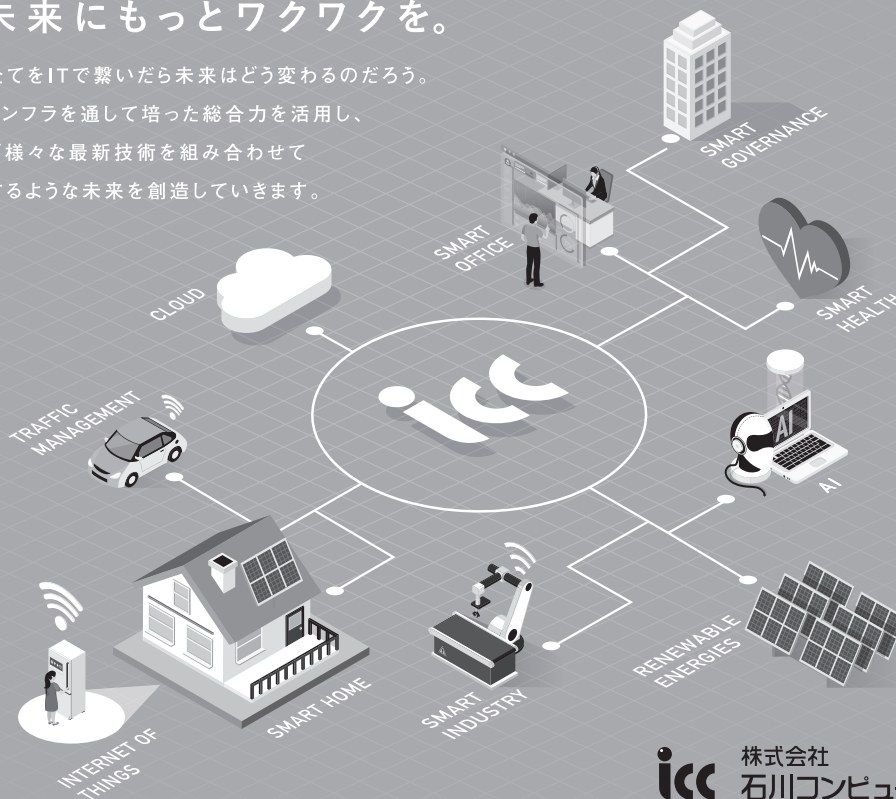 未来にもっとワクワクを。
てをITで繋いだら未来はどう変わるのだろう。
ンフラを通して培った総合力を活用し、
様々な最新技術を組み合わせて
るような未来を創造していきます。
SMART
GOVERNANCE
SMART
OFFICE
SMART
HEALTH
CLOUD
icc
TRAFFIC
MANAGEMENT
AI
AI
RENEWABLE
ENERGIES
SMART HOME
SMART
INDUSTRY
INTERNET OF
THINGS
icc
株式会社
石川コンピュ